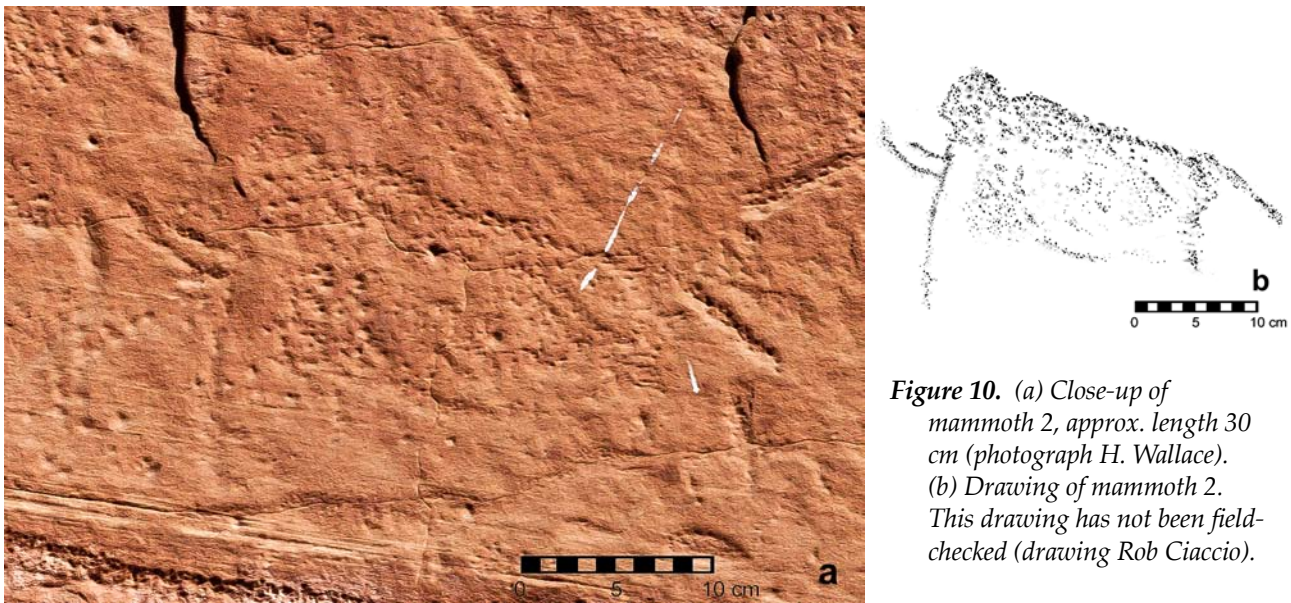 a
0 5 10 cm
b
0 5 10 cm
Figure 10. (a) Close-up of
mammoth 2, approx. length 30
cm (photograph H. Wallace).
(b) Drawing of mammoth 2.
This drawing has not been field-
checked (drawing Rob Ciaccio).